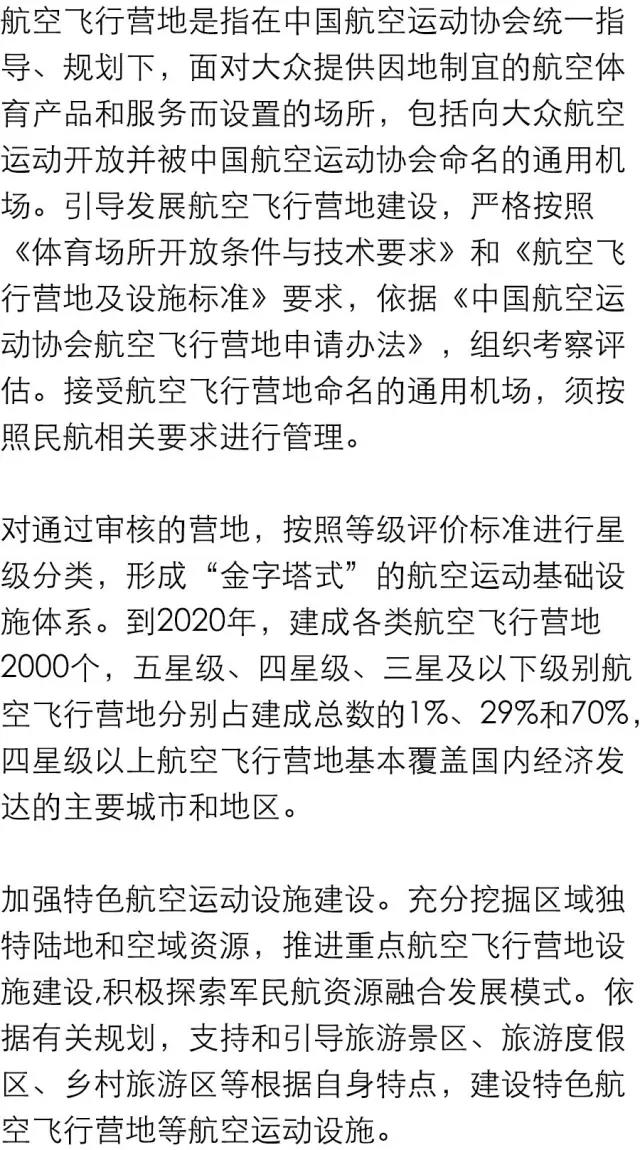 航空飞行营地是指在中国航空运动协会统一指
导、规划下，面对大众提供因地制宜的航空体
育产品和服务而设置的场所，包括向大众航空
运动开放并被中国航空运动协会命名的通用机
场。引导发展航空飞行营地建设，严格按照
《体育场所开放条件与技术要求》和《航空飞
行营地及设施标准》要求，依据《中国航空运
动协会航空飞行营地申请办法》，组织考察评
估。接受航空飞行营地命名的通用机场，须按
照民航相关要求进行管理。
对通过审核的营地，按照等级评价标准进行星
级分类，形成“金字塔式”的航空运动基础设
施体系。到2020年，建成各类航空飞行营地
2000个，五星级、四星级、三星及以下级别航
空飞行营地分别占建成总数的1%、29%和70%，
四星级以上航空飞行营地基本覆盖国内经济发
达的主要城市和地区。
加强特色航空运动设施建设。充分挖掘区域独
特陆地和空域资源，推进重点航空飞行营地设
施建设,积极探索军民航资源融合发展模式。依
据有关规划，支持和引导旅游景区、旅游度假
区、乡村旅游区等根据自身特点，建设特色航
空飞行营地等航空运动设施。